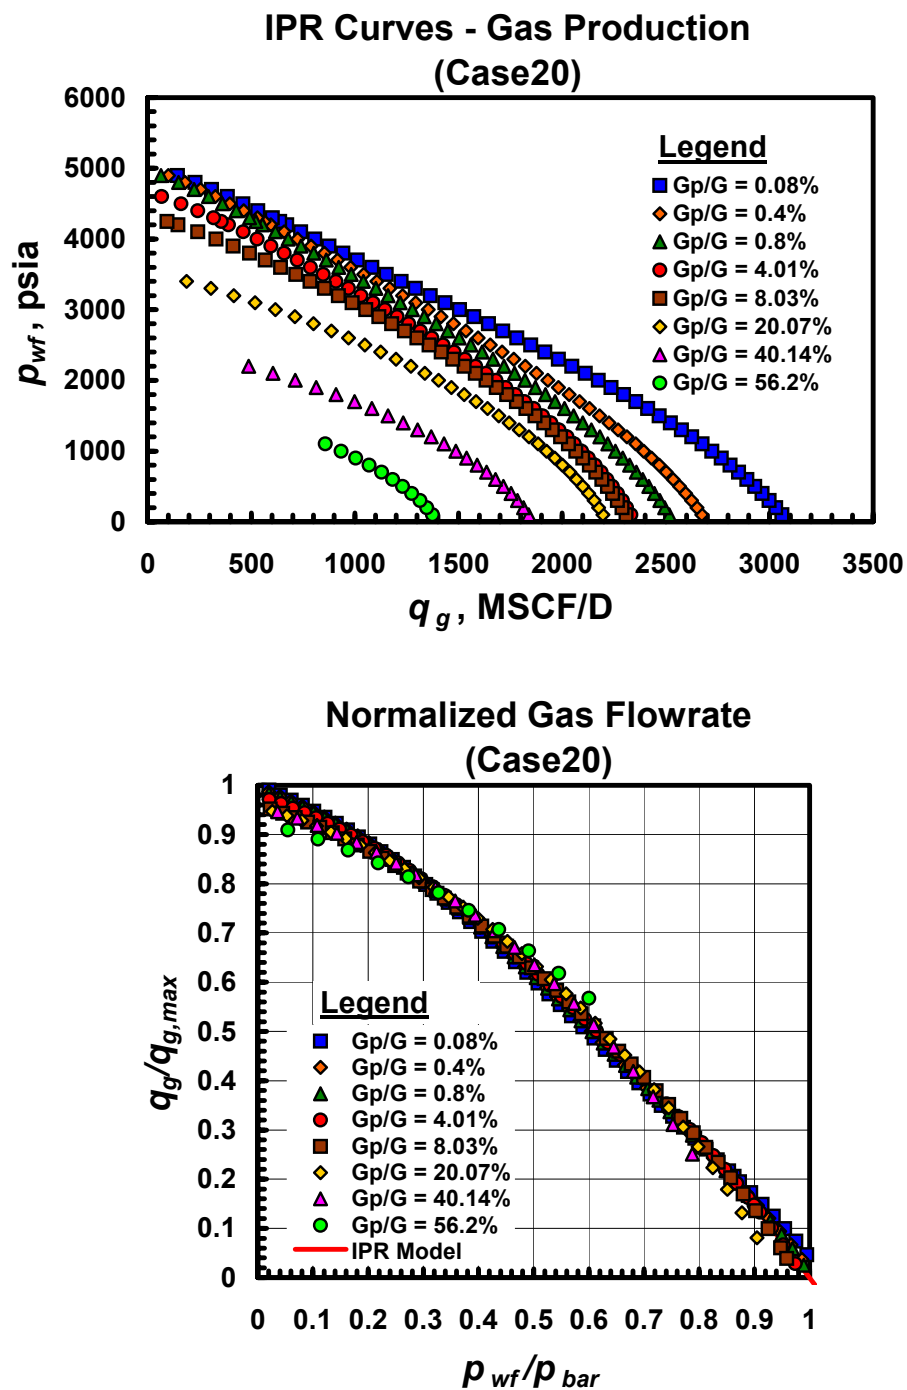 IPR Curves - Gas Production
(Case20)
6000
5000
4000
3000
2000
1000
0
p wf, psia
Legend
Gp/G = 0.08%
Gp/G = 0.4%
Gp/G = 0.8%
Gp/G = 4.01%
Gp/G = 8.03%
Gp/G = 20.07%
Gp/G = 40.14%
Gp/G = 56.2%
0 500 1000 1500 2000 2500 3000 3500
q g , MSCF/D
Normalized Gas Flowrate
(Case20)
1
0.9
0.8
0.7
0.6
0.5
0.4
0.3
0.2
0.1
0
q g/q g,max
Legend
Gp/G = 0.08%
Gp/G = 0.4%
Gp/G = 0.8%
Gp/G = 4.01%
Gp/G = 8.03%
Gp/G = 20.07%
Gp/G = 40.14%
Gp/G = 56.2%
IPR Model
0 0.1 0.2 0.3 0.4 0.5 0.6 0.7 0.8 0.9 1
p wf /p bar